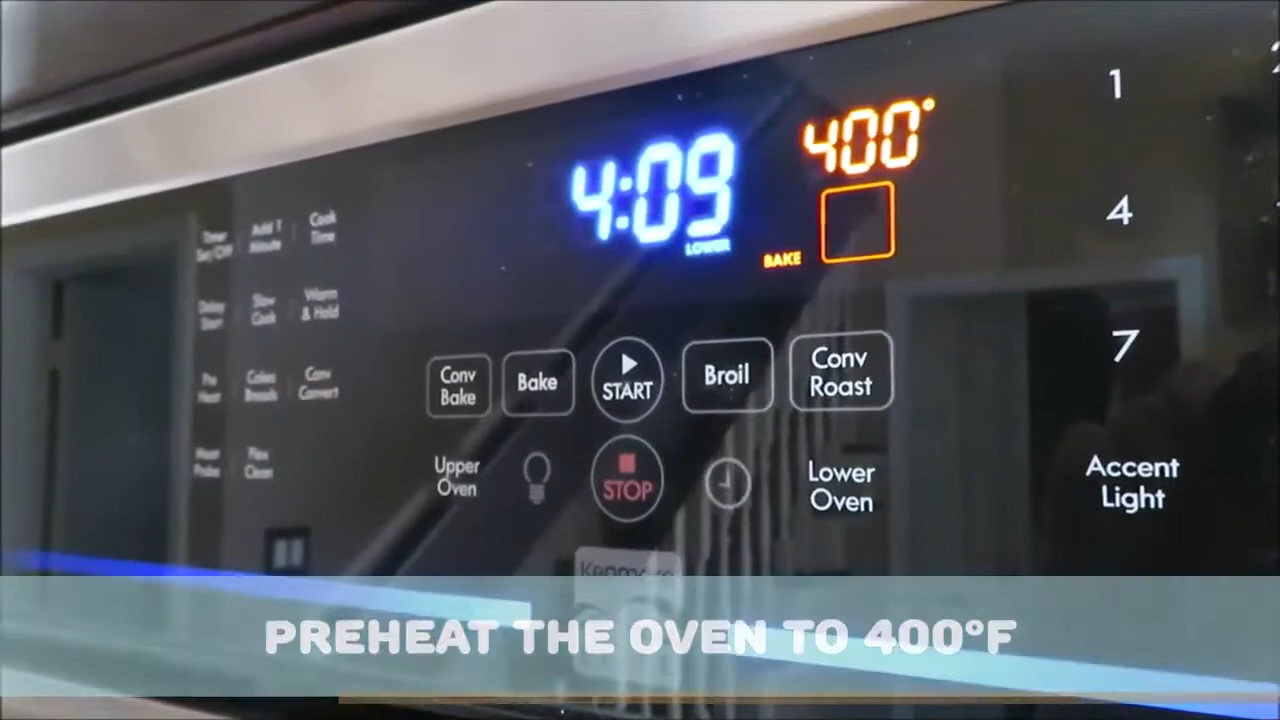 4:09
LOWER
400°
BAKE
1
4
7
Timer
Set/Off
Add 1
Minute
Cook
Time
Delay
Start
Slow
Cook
Warm
& Hold
Cakes
Breads
Conv
Convert
Meat
Probe
Flex
Clean
Conv
Bake
Bake
START
Broil
Conv
Roast
Upper
Oven
STOP
Lower
Oven
Accent
Light
Kenmore
PREHEAT THE OVEN TO 400°F